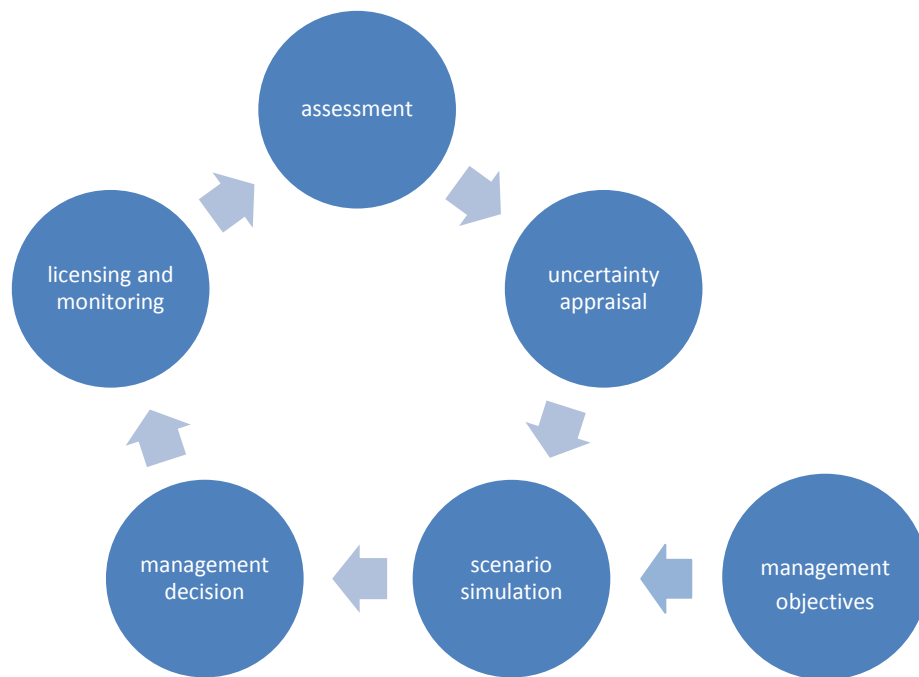 assessment
licensing and
monitoring
uncertainty
appraisal
management
decision
scenario
simulation
management
objectives